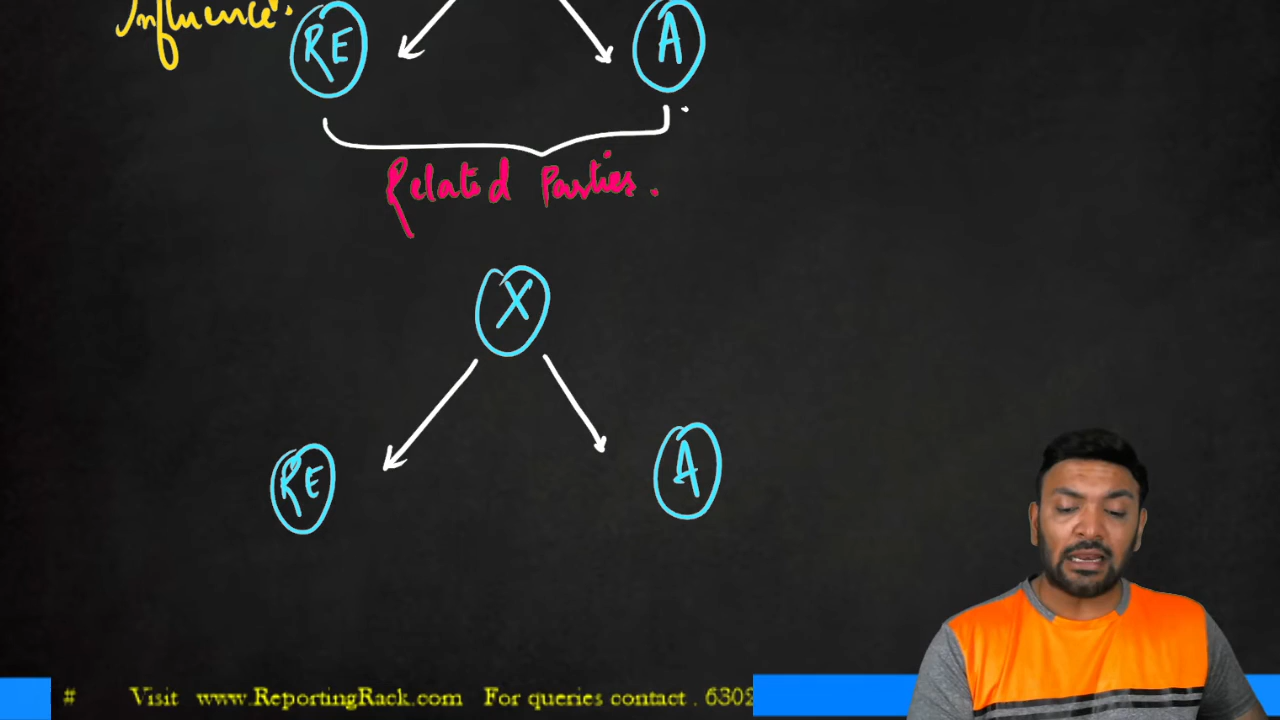 Influence.
RE A
Related Parties.
X
RE A
# Visit www.ReportingRack.com For queries contact . 6302